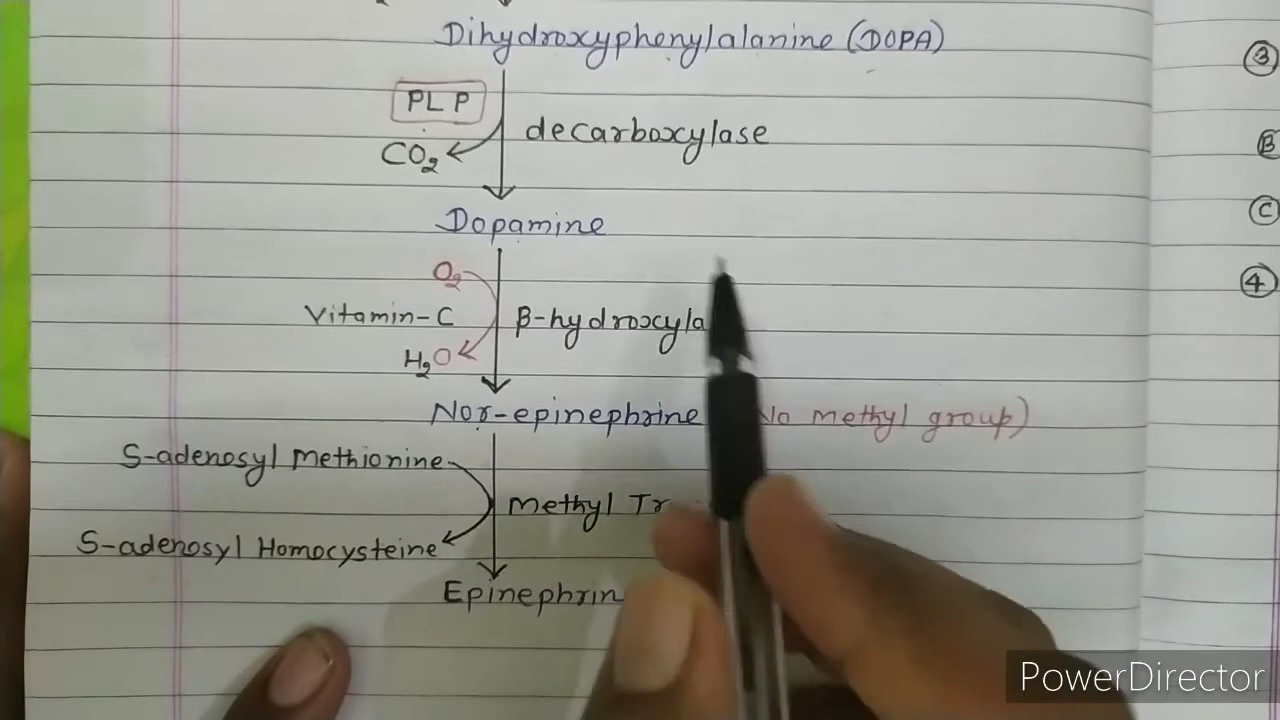 Dihydroxyphenylalanine (DOPA)
PLP
decarboxylase
CO2
Dopamine
O2
Vitamin-C
β-hydroxyla
H2O
Nor-epinephrine No methyl group)
S-adenosyl Methionine
Methyl Tr
S-adenosyl Homocysteine
Epinephrin
3
B
C
4
PowerDirector